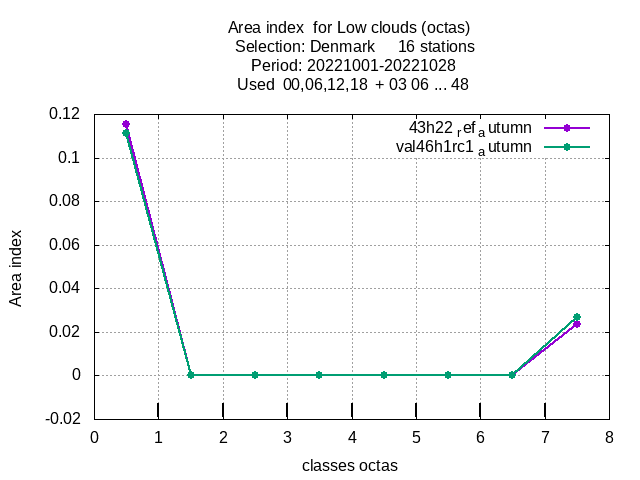 Area index  for Low clouds (octas)
Selection: Denmark     16 stations
Period: 20221001-20221028
Used  00,06,12,18  + 03 06 ... 48
0.12
43h22 ref autumn
val46h1rc1 autumn
0.1
0.08
0.06
0.04
0.02
0
-0.02
Area index
0 1 2 3 4 5 6 7 8
classes octas